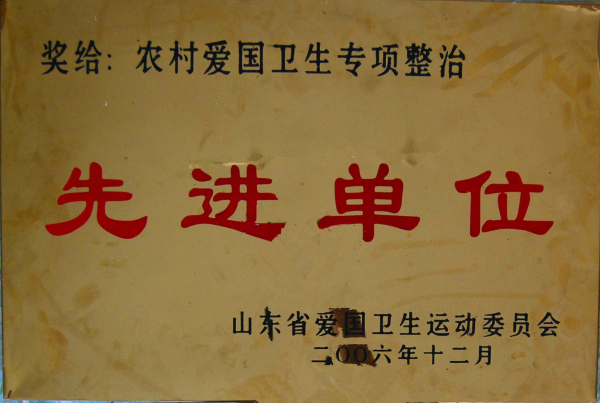 奖给：农村爱国卫生专项整治
先进单位
山东省爱国卫生运动委员会
二〇〇六年十二月